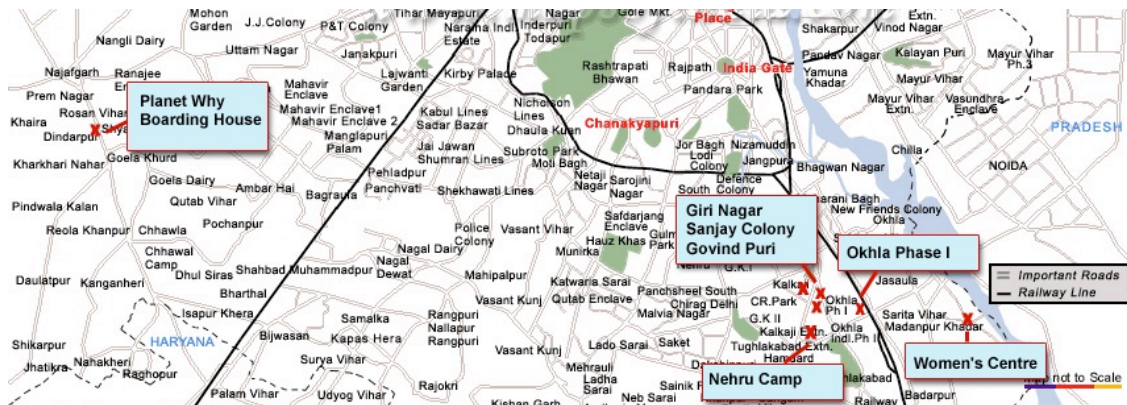 Mohon
Garden
J.J.Colony
P&T Colony
Tihar
Mayapuri
Naraina Indl.
Estate
Nagar
Inderpuri
Todapur
Gole Mkt.
Place
Shakarpur
Extn.
Vinod Nagar
Nangli Dairy
Uttam Nagar
Janakpuri
Rashtrapati
Bhawan
Rajpath
India Gate
Pandav Nagar
Kalayan Puri
Mayur Vihar
Ph.3
Najafgarh
Ranajee
Lajwanti
Garden
Kirby Palace
Pandara Park
Yamuna
Khadar
Mayur Vihar
Prem Nagar
Mahavir
Enclave
Mahavir Enclave1
Mahavir Enclave 2
Kabul Lines
Sadar Bazar
Nicholson
Lines
Dhaula Kuan
Chanakyapuri
Mayur Vihar
Extn.
Vasundhra
Enclave
PRADESH
Planet Why
Boarding House
Rosan Vihar
Khaira
Dindarpur
Manglapuri
Palam
Jai Jawan
Shumran Lines
Subroto Park
Moti Bagh
Jor Bagh
Lodi
Colony
Nizamuddin
Jangpura
Chilla
NOIDA
Kharkhari Nahar
Goela Khurd
Goela Dairy
Pehladpur
Panchvati
Netaji
Nagar
Sarojini
Nagar
Defence
Colony
South
Bhagwan Nagar
Pindwala Kalan
Qutab Vihar
Ambar Hai
Bagraula
Shekhawati Lines
Safdarjang
Enclave
New Friends Colony
Okhla
Reola Khanpur
Chhawla
Pochanpur
Police
Colony
Vasant Vihar
Hauz Khas
Park
Giri Nagar
Sanjay Colony
Govind Puri
Okhla Phase I
Chhawal
Camp
Nagal Dairy
Nagal
Dewat
Munirka
G.K.I
Daulatpur
Kanganheri
Dhul Siras
Shahbad Muhammadpur
Mahipalpur
Katwaria Sarai
Qutab Enclave
Panchsheel South
Chirag Delhi
Malvia Nagar
Jasaula
Important Roads
Railway Line
Bharthal
Vasant Kunj
CR.Park
G.K II
Okhla
Ph I
Isapur Khera
Samalka
Kapas Hera
Rangpuri
Nallapur
Rangpuri
Kalkaji Extn.
Okhla
Indl.Ph II
Sarita Vihar
Madanpur Khadar
Shikarpur
HARYANA
Bijwasan
Surya Vihar
Vasant Kunj
Lado Sarai
Saket
Tughlakabad Extn.
Hamdard
Women's Centre
Jhatikra
Nahakheri
Raghopur
Mehrauli
Ladha
Sarai
Nehru Camp
not to Scale
Palam Vihar
Udyog Vihar
Rajokri
Kishan Garh
Neb Sarai
Railway
Badarpur